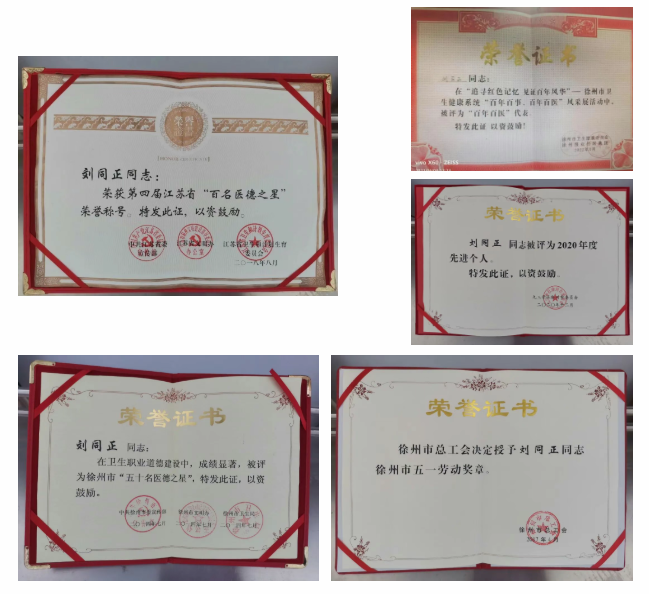 刘同正同志：
荣获第四届江苏省“百名医德之星”
荣誉称号。特发此证，以资鼓励。
二〇一八年八月
荣誉证书
同志：
在“追寻红色记忆 见证百年风华”—徐州市卫
生健康系统“百年百事、百年百医”风采展活动中，
被评为“百年百医”代表。
特发此证 以资鼓励！
荣誉证书
刘同正 同志被评为2020年度
先进个人。
特发此证，以资鼓励。
荣誉证书
刘同正 同志：
在卫生职业道德建设中，成绩显著，被评
为徐州市“五十名医德之星”，特发此证，以资
鼓励。
荣誉证书
徐州市总工会决定授予刘同正同志
徐州市五一劳动奖章。
徐州市总工会